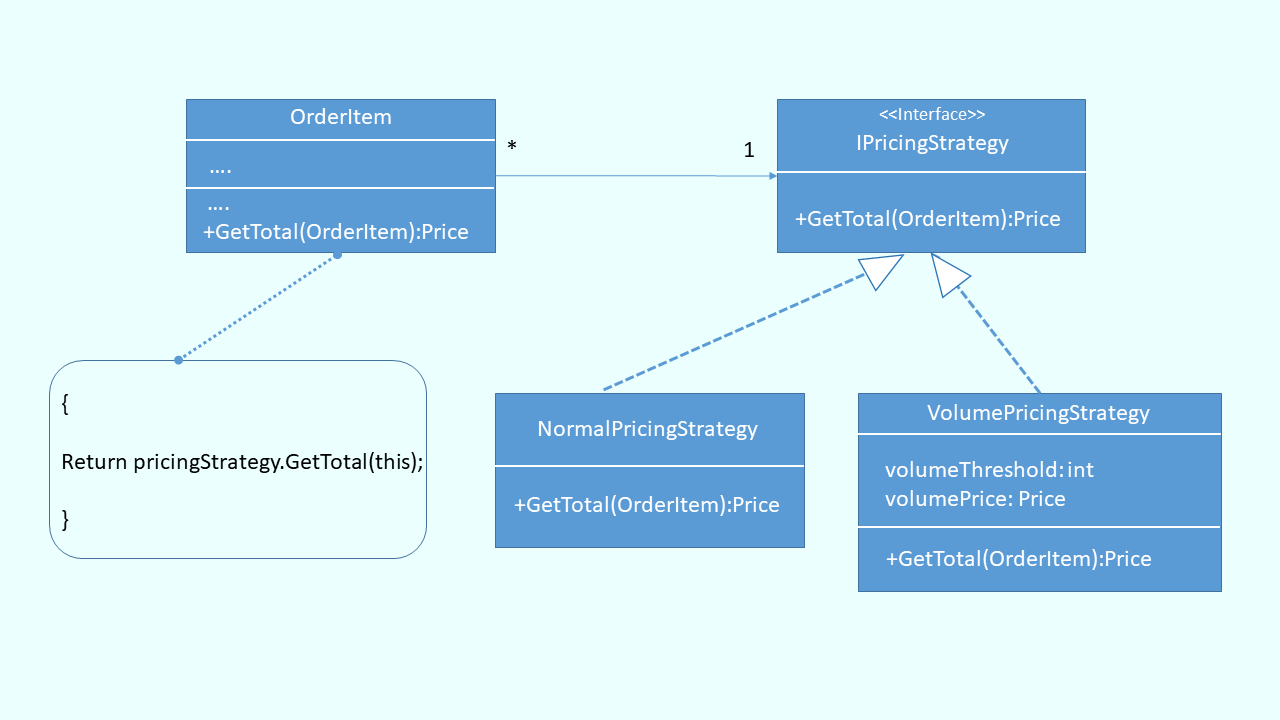 OrderItem
....
....
+GetTotal(OrderItem):Price
*
1
<<Interface>>
IPricingStrategy
+GetTotal(OrderItem):Price
{
Return pricingStrategy.GetTotal(this);
}
NormalPricingStrategy
+GetTotal(OrderItem):Price
VolumePricingStrategy
volumeThreshold: int
volumePrice: Price
+GetTotal(OrderItem):Price